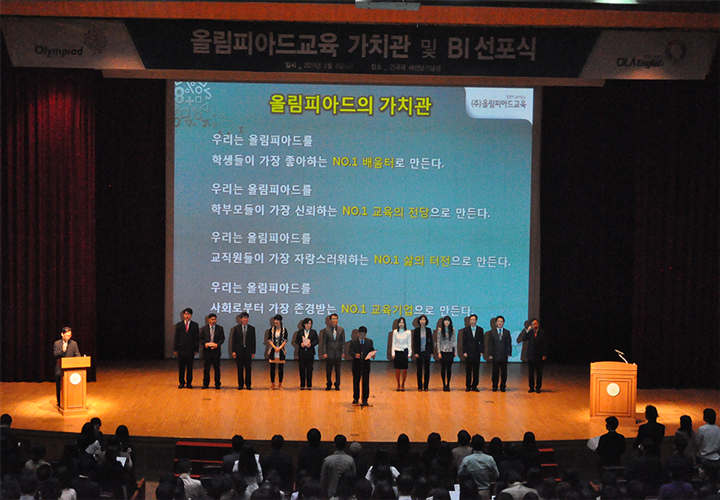 Olympiad
올림피아드교육 가치관 및 BI 선포식
OLA English
올림피아드의 가치관
(주)올림피아드교육
우리는 올림피아드를
학생들이 가장 좋아하는 NO.1 배움터로 만든다.
우리는 올림피아드를
학부모들이 가장 신뢰하는 NO.1 교육의 전당으로 만든다.
우리는 올림피아드를
교직원들이 가장 자랑스러워하는 NO.1 삶의 터전으로 만든다.
우리는 올림피아드를
사회로부터 가장 존경받는 NO.1 교육기업으로 만든다.